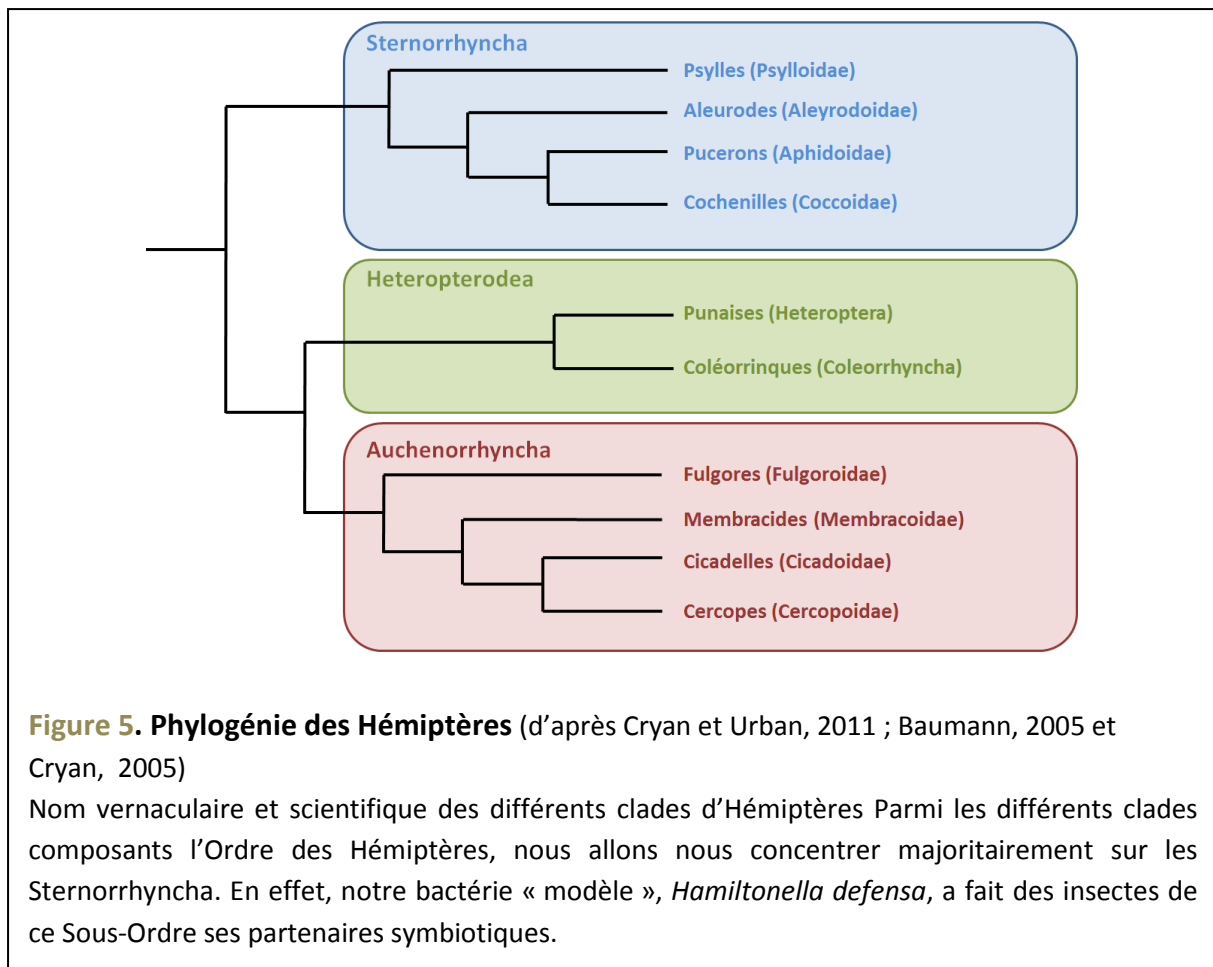 Sternorrhyncha
Psylles (Psylloidae)
Aleurodes (Aleyrodoidae)
Pucerons (Aphidoidae)
Cochenilles (Coccoidae)
Heteropterodea
Punaises (Heteroptera)
Coléorrinques (Coleorrhyncha)
Auchenorrhyncha
Fulgores (Fulgoroidae)
Membracides (Membracoidae)
Cicadelles (Cicadoidae)
Cercopes (Cercopoidae)
Figure 5. Phylogénie des Hémiptères (d’après Cryan et Urban, 2011 ; Baumann, 2005 et
Cryan, 2005)
Nom vernaculaire et scientifique des différents clades d’Hémiptères Parmi les différents clades
composants l’Ordre des Hémiptères, nous allons nous concentrer majoritairement sur les
Sternorrhyncha. En effet, notre bactérie « modèle », Hamiltonella defensa, a fait des insectes de
ce Sous-Ordre ses partenaires symbiotiques.